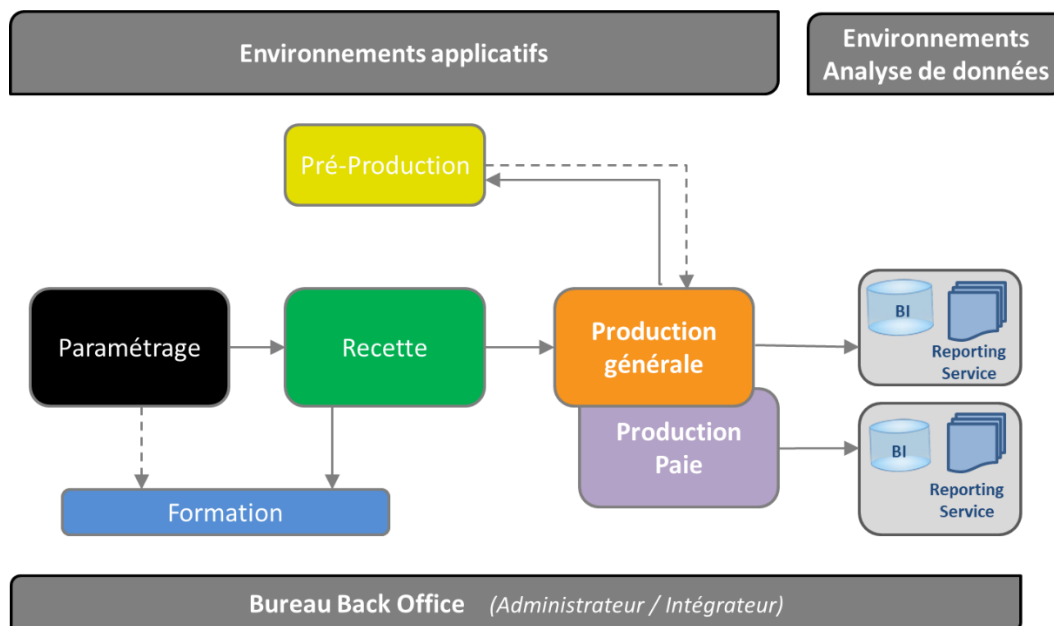 Environnements applicatifs
Environnements
Analyse de données
Pré-Production
Paramétrage
Recette
Production
générale
BI
Reporting
Service
Production
Paie
BI
Reporting
Service
Formation
Bureau Back Office (Administrateur / Intégrateur)